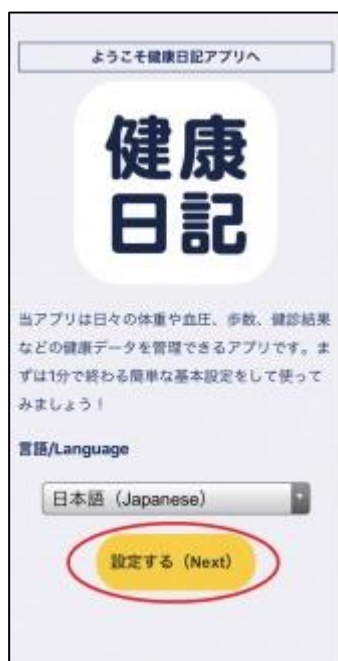 ようこそ健康日記アプリへ
健康
日記
当アプリは日々の体重や血圧、歩数、健診結果
などの健康データを管理できるアプリです。ま
ずは1分で終わる簡単な基本設定をして使って
みましょう！
言語/Language
日本語（Japanese）
設定する（Next）